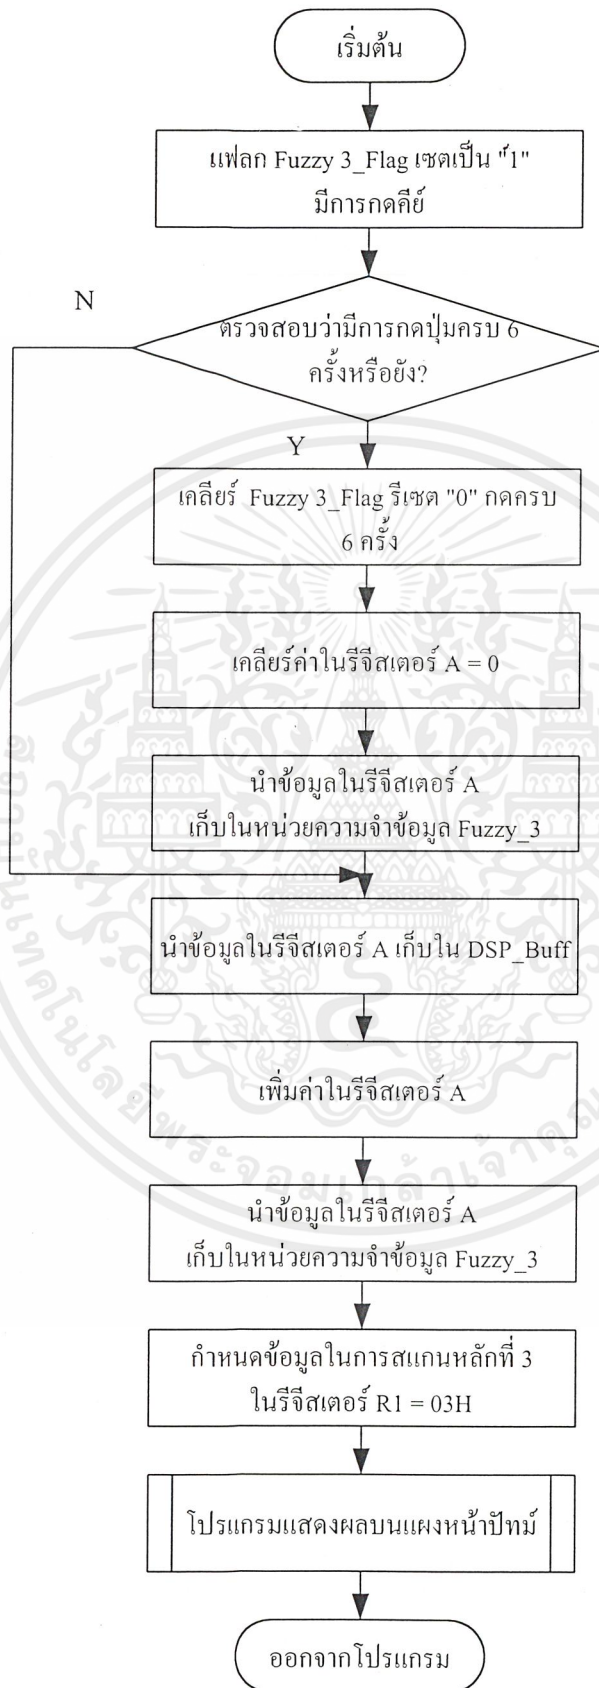 เริ่มต้น
แฟลก Fuzzy 3_Flag เซตเป็น "1"
มีการกดคีย์
N
ตรวจสอบว่ามีการกดปุ่มครบ 6
ครั้งหรือยัง?
Y
เคลียร์ Fuzzy 3_Flag รีเซต "0" กดครบ
6 ครั้ง
เคลียร์ค่าในรีจีสเตอร์ A = 0
นำข้อมูลในรีจีสเตอร์ A
เก็บในหน่วยความจำข้อมูล Fuzzy_3
นำข้อมูลในรีจีสเตอร์ A เก็บใน DSP_Buff
เพิ่มค่าในรีจีสเตอร์ A
นำข้อมูลในรีจีสเตอร์ A
เก็บในหน่วยความจำข้อมูล Fuzzy_3
กำหนดข้อมูลในการสแกนหลักที่ 3
ในรีจีสเตอร์ R1 = 03H
โปรแกรมแสดงผลบนแผงหน้าปัทม์
ออกจากโปรแกรม